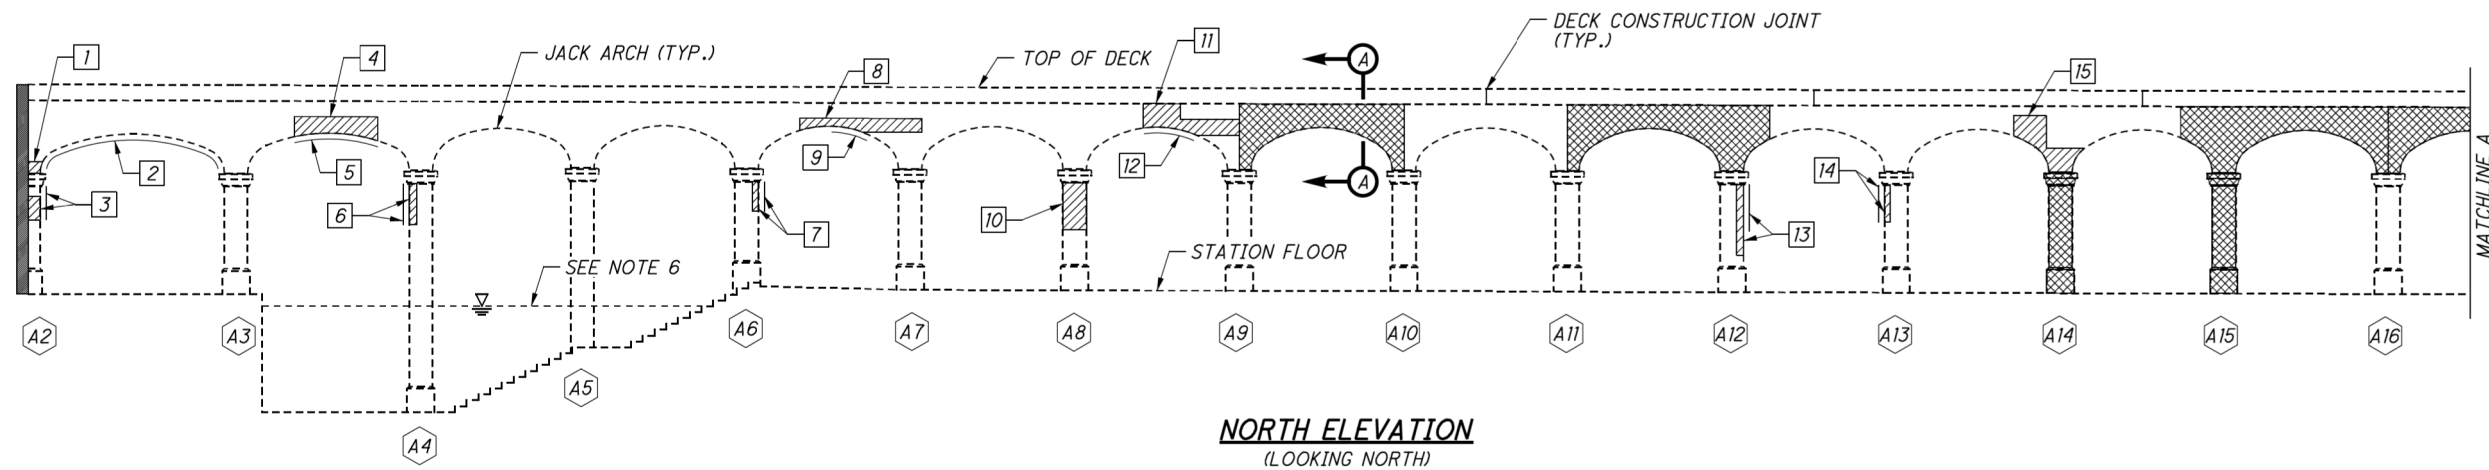 DECK CONSTRUCTION JOINT
(TYP.)
1
4
JACK ARCH (TYP.)
TOP OF DECK
11
A
8
15
2
5
9
12
14
3
6
7
10
A
13
MATCHLINE A
SEE NOTE 6
STATION FLOOR
A2
A3
A4
A5
A6
A7
A8
A9
A10
A11
A12
A13
A14
A15
A16
NORTH ELEVATION
(LOOKING NORTH)